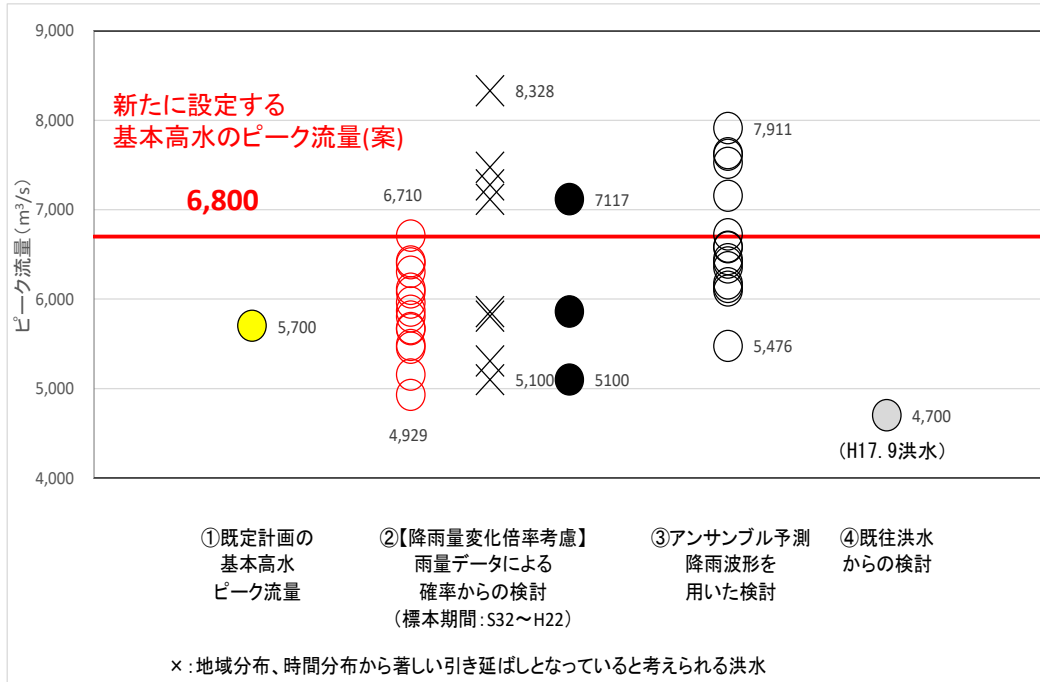 9,000
8,000
7,000
6,000
5,000
4,000
ピーク流量(m³/s)
新たに設定する
基本高水のピーク流量(案)
6,800
5,700
6,710
4,929
8,328
5,100
7117
5100
7,911
5,476
4,700
(H17.9洪水)
①既定計画の
基本高水
ピーク流量
②【降雨量変化倍率考慮】
雨量データによる
確率からの検討
(標本期間:S32～H22)
③アンサンブル予測
降雨波形を
用いた検討
④既往洪水
からの検討
×:地域分布、時間分布から著しい引き延ばしとなっていると考えられる洪水